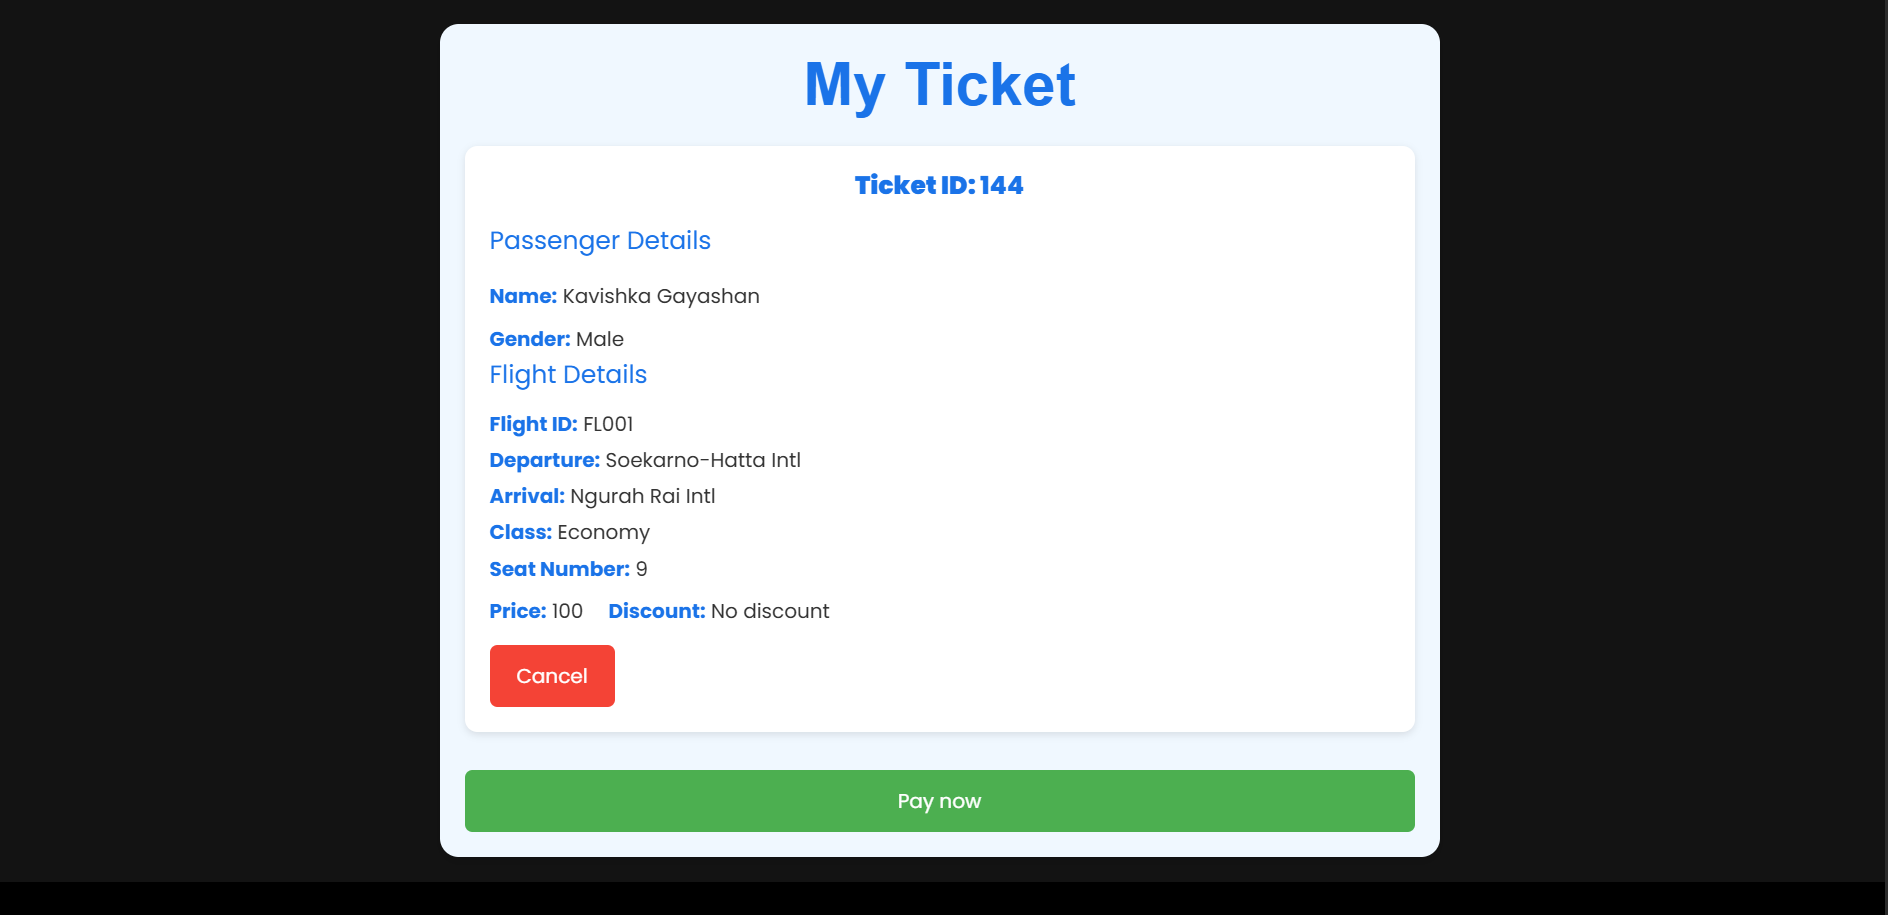 My Ticket
Ticket ID: 144
Passenger Details
Name: Kavishka Gayashan
Gender: Male
Flight Details
Flight ID: FL001
Departure: Soekarno-Hatta Intl
Arrival: Ngurah Rai Intl
Class: Economy
Seat Number: 9
Price: 100 Discount: No discount
Cancel
Pay now